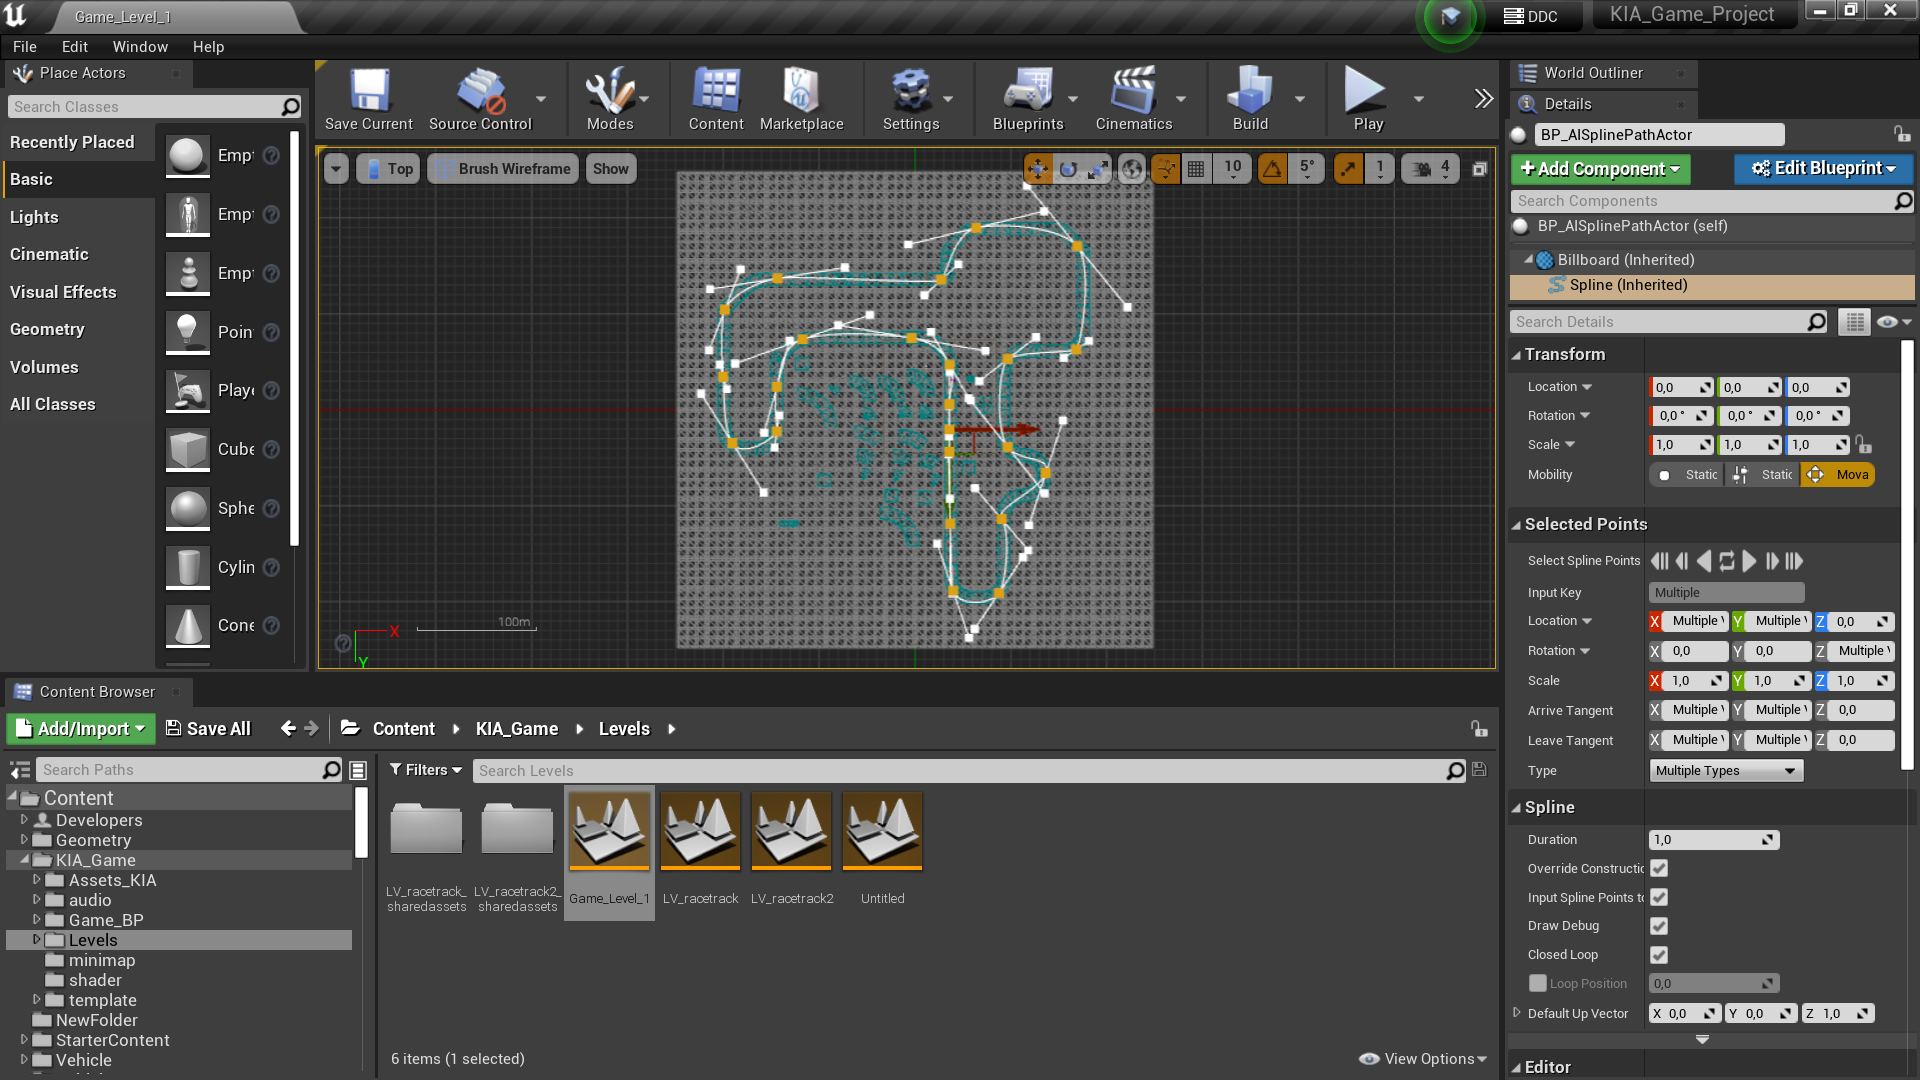 Game_Level_1
DDC
KIA_Game_Project
File Edit Window Help
Place Actors
Search Classes
Recently Placed
Basic
Lights
Cinematic
Visual Effects
Geometry
Volumes
All Classes
Emp
Emp
Emp
Poin
Playe
Cube
Sphe
Cylin
Cone
Save Current
Source Control
Modes
Content
Marketplace
Settings
Blueprints
Cinematics
Build
Play
Top
Brush Wireframe
Show
10
5°
1
4
100m
X
Y
World Outliner
Details
BP_AISplinePathActor
Add Component
Edit Blueprint
Search Components
BP_AISplinePathActor (self)
Billboard (Inherited)
Spline (Inherited)
Search Details
Transform
Location 0,0 0,0 0,0
Rotation 0,0 ° 0,0 ° 0,0 °
Scale 1,0 1,0 1,0
Mobility Static Static Mova
Selected Points
Select Spline Points
Input Key Multiple
Location X Multiple Y Multiple Z 0,0
Rotation X 0,0 Y 0,0 Z Multiple
Scale X 1,0 Y 1,0 Z 1,0
Arrive Tangent X Multiple Y Multiple Z 0,0
Leave Tangent X Multiple Y Multiple Z 0,0
Type Multiple Types
Spline
Duration 1,0
Override Constructic
Input Spline Points to
Draw Debug
Closed Loop
Loop Position 0,0
Default Up Vector X 0,0 Y 0,0 Z 1,0
Editor
Content Browser
Add/Import Save All Content KIA_Game Levels
Search Paths
Content
Developers
Geometry
KIA_Game
Assets_KIA
audio
Game_BP
Levels
minimap
shader
template
NewFolder
StarterContent
Vehicle
Filters Search Levels
LV_racetrack_
sharedassets
LV_racetrack2_
sharedassets
Game_Level_1
LV_racetrack
LV_racetrack2
Untitled
6 items (1 selected)
View Options